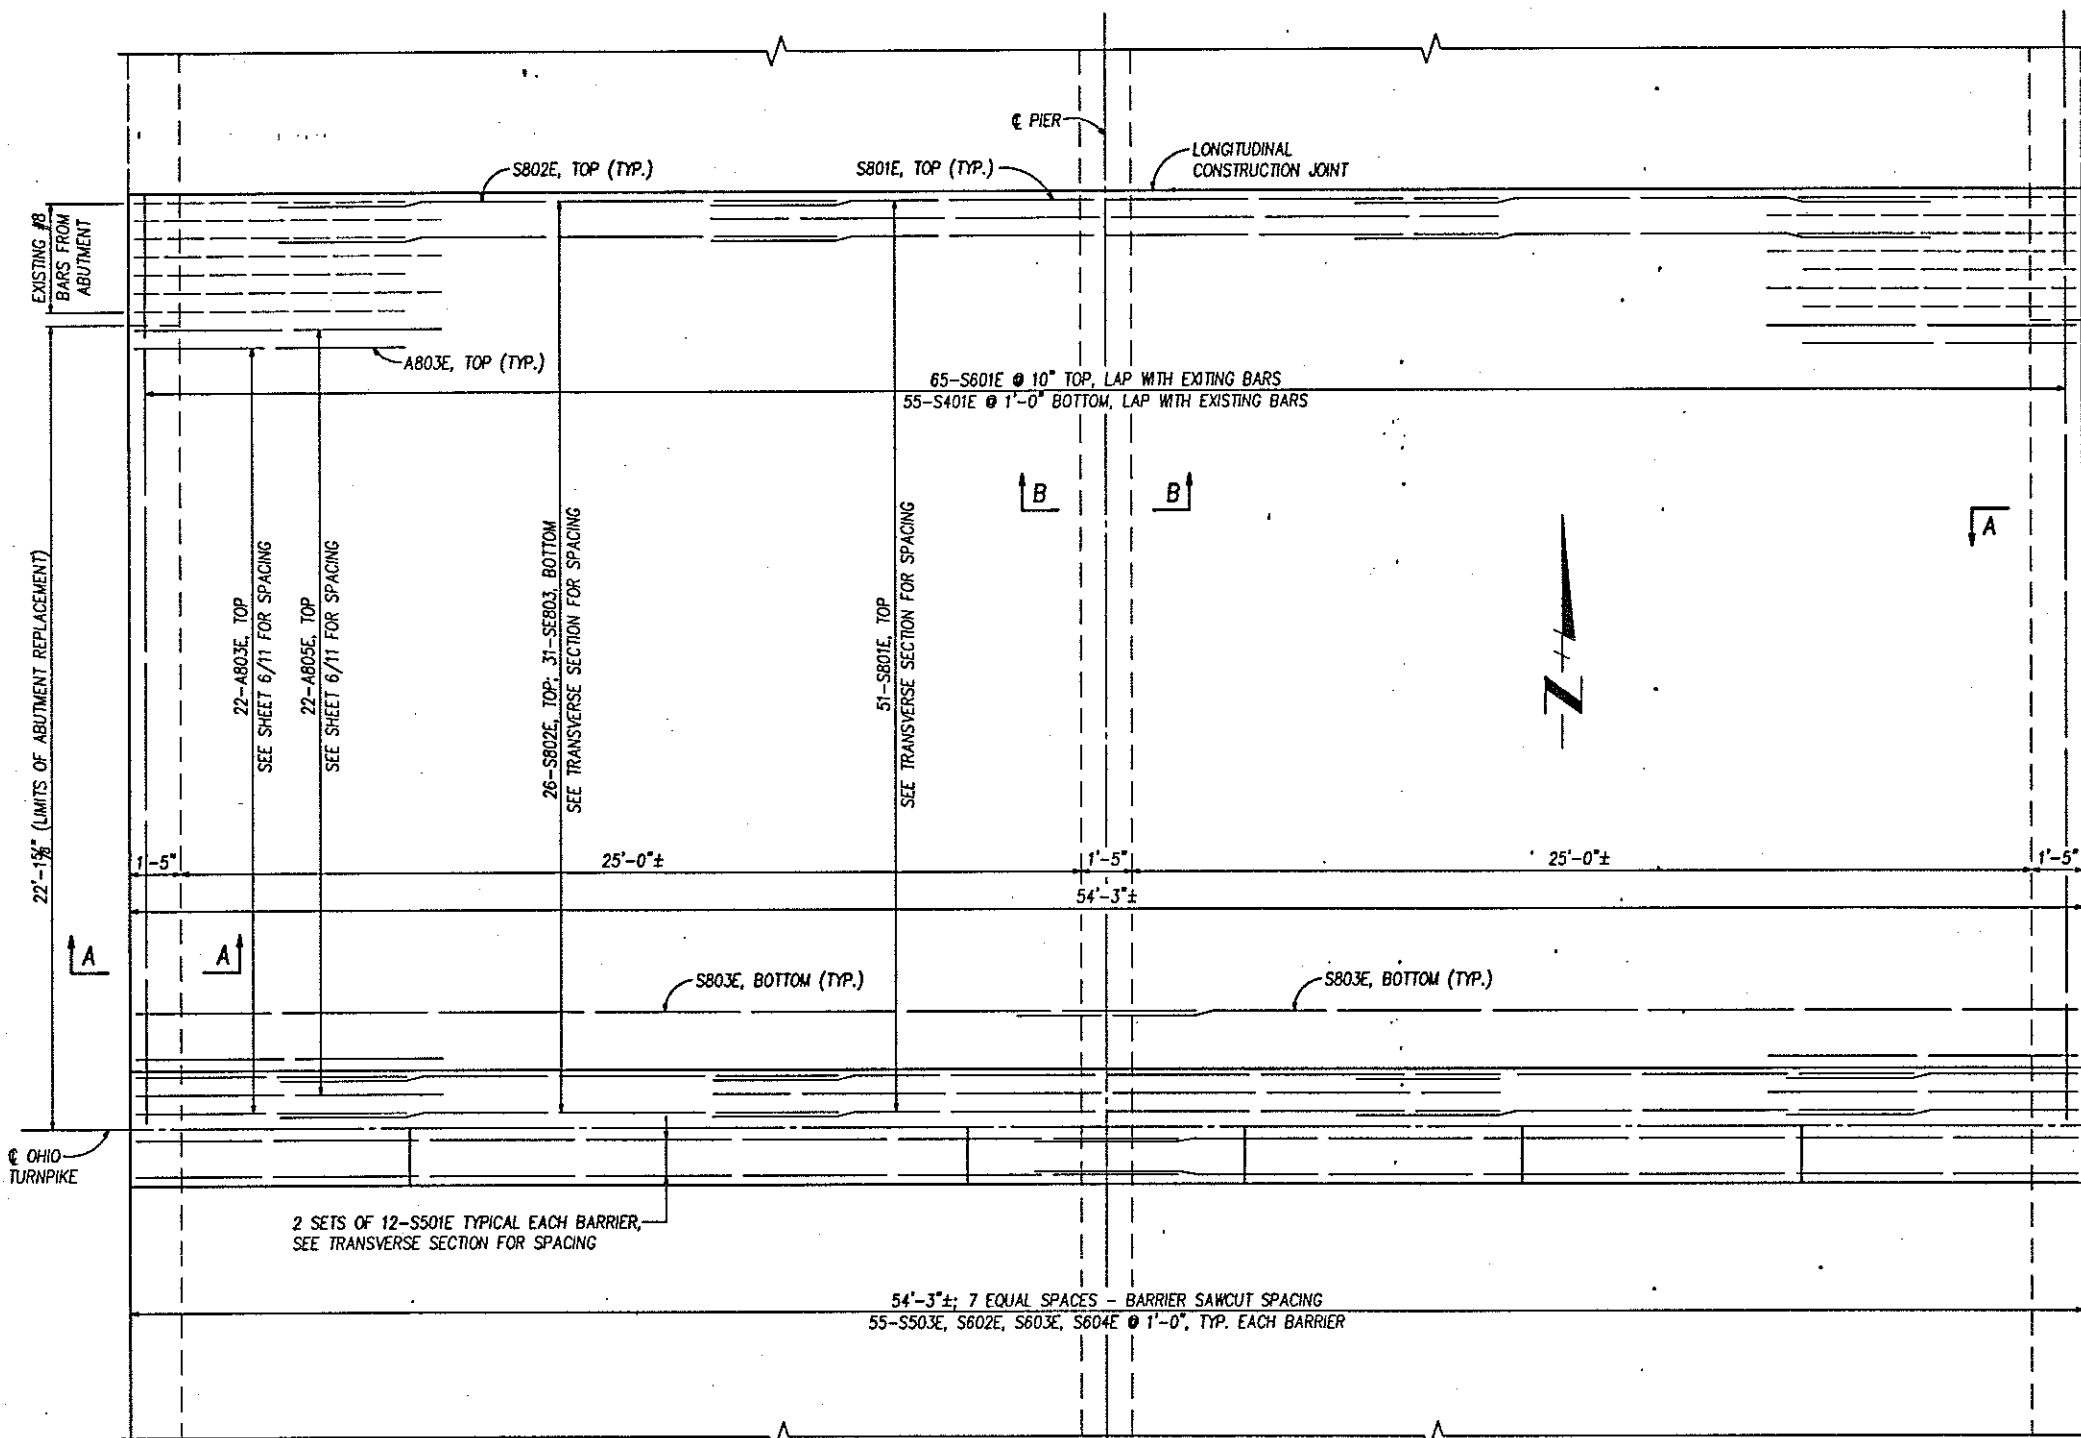 ℄ PIER
LONGITUDINAL
CONSTRUCTION JOINT
S802E, TOP (TYP.)
S801E, TOP (TYP.)
EXISTING #8
BARS FROM
ABUTMENT
A803E, TOP (TYP.)
65-S601E @ 10" TOP, LAP WITH EXITING BARS
55-S401E @ 1'-0" BOTTOM, LAP WITH EXISTING BARS
B
B
A
22'-1⅝" (LIMITS OF ABUTMENT REPLACEMENT)
22-A803E, TOP
SEE SHEET 6/11 FOR SPACING
22-A805E, TOP
SEE SHEET 6/11 FOR SPACING
26-S802E, TOP; 31-SE803, BOTTOM
SEE TRANSVERSE SECTION FOR SPACING
51-S801E, TOP
SEE TRANSVERSE SECTION FOR SPACING
N
1'-5"
25'-0"±
1'-5"
25'-0"±
1'-5"
54'-3"±
A
A
S803E, BOTTOM (TYP.)
S803E, BOTTOM (TYP.)
℄ OHIO
TURNPIKE
2 SETS OF 12-S501E TYPICAL EACH BARRIER,
SEE TRANSVERSE SECTION FOR SPACING
54'-3"±; 7 EQUAL SPACES - BARRIER SAWCUT SPACING
55-S503E, S602E, S603E, S604E @ 1'-0", TYP. EACH BARRIER